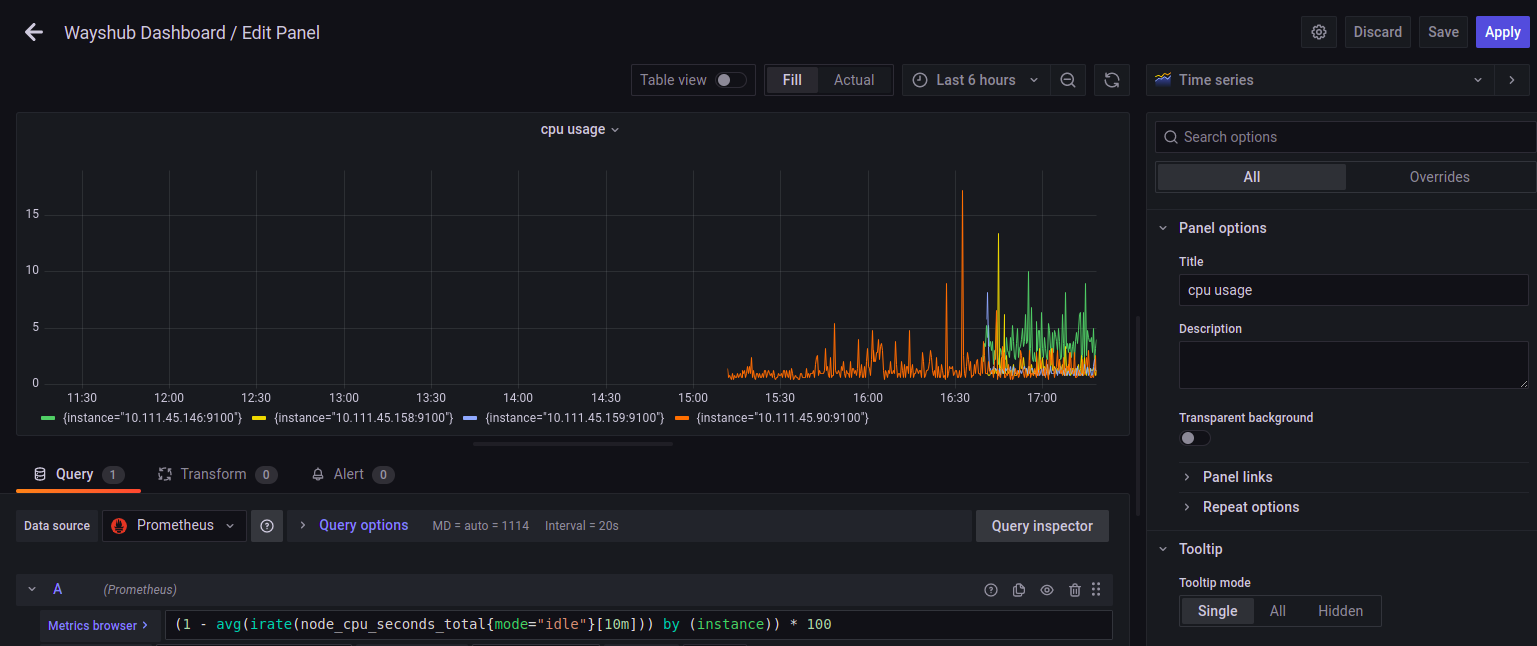 Wayshub Dashboard / Edit Panel
Discard Save Apply
Table view Fill Actual Last 6 hours Time series
cpu usage
15
10
5
0
11:30 12:00 12:30 13:00 13:30 14:00 14:30 15:00 15:30 16:00 16:30 17:00
{instance="10.111.45.146:9100"} {instance="10.111.45.158:9100"} {instance="10.111.45.159:9100"} {instance="10.111.45.90:9100"}
Query 1 Transform 0 Alert 0
Data source Prometheus Query options MD = auto = 1114 Interval = 20s Query inspector
A (Prometheus)
Metrics browser > (1 - avg(irate(node_cpu_seconds_total{mode="idle"}[10m])) by (instance)) * 100
Search options
All Overrides
Panel options
Title
cpu usage
Description
Transparent background
Panel links
Repeat options
Tooltip
Tooltip mode
Single All Hidden